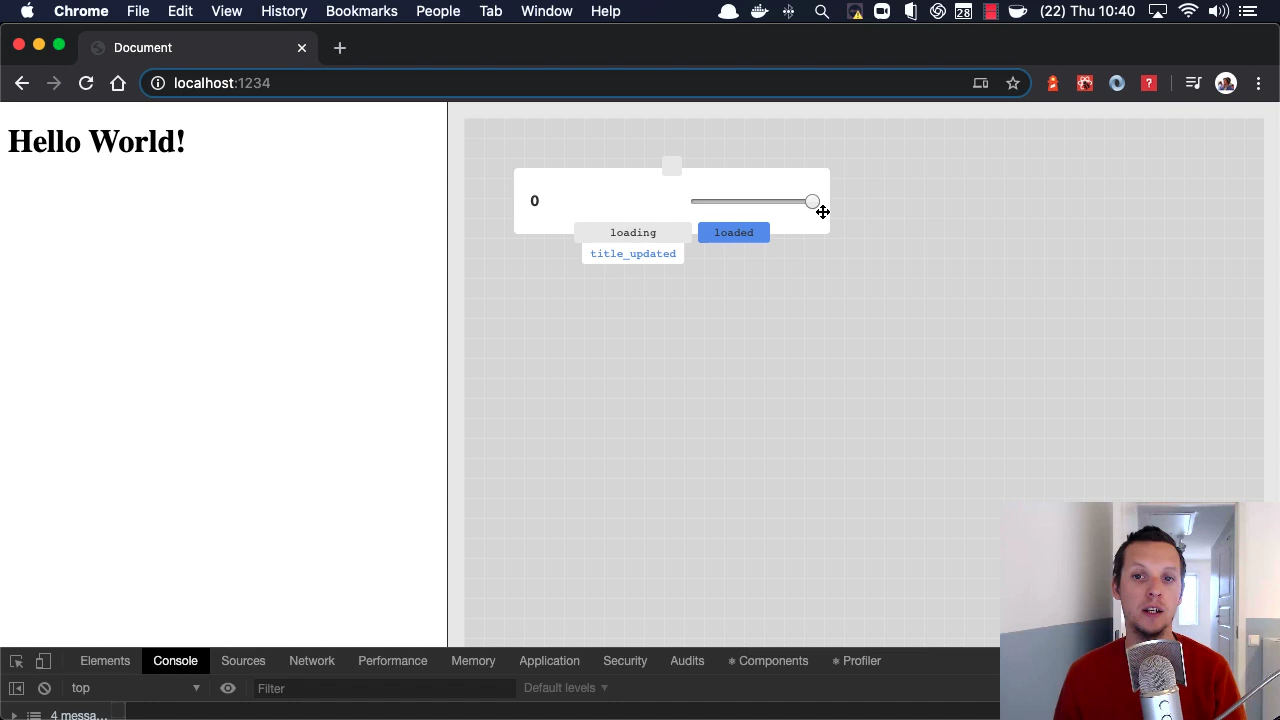 Chrome File Edit View History Bookmarks People Tab Window Help 28 (22) Thu 10:40
Document
localhost:1234
Hello World!
0
loading loaded
title_updated
Elements Console Sources Network Performance Memory Application Security Audits Components Profiler
top Filter Default levels
4 messa...